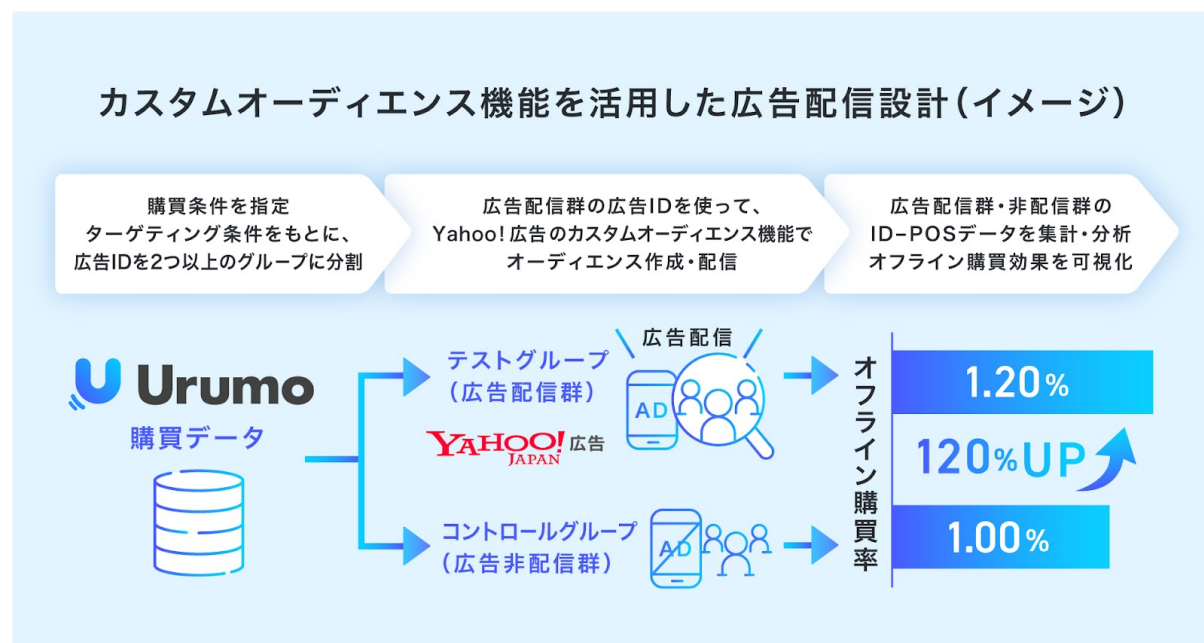 カスタムオーディエンス機能を活用した広告配信設計(イメージ)
購買条件を指定
ターゲティング条件をもとに、
広告IDを2つ以上のグループに分割
広告配信群の広告IDを使って、
Yahoo!広告のカスタムオーディエンス機能で
オーディエンス作成・配信
広告配信群・非配信群の
ID-POSデータを集計・分析
オフライン購買効果を可視化
Urumo
購買データ
テストグループ
(広告配信群)
YAHOO!
JAPAN
広告
広告配信
AD
コントロールグループ
(広告非配信群)
AD
オフライン購買率
1.20%
120%UP
1.00%